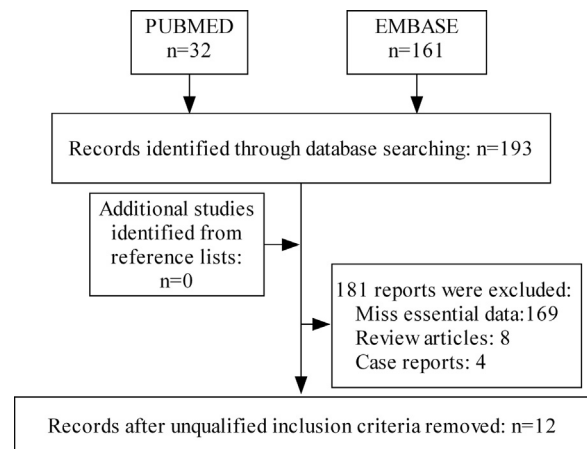 PUBMED
n=32
EMBASE
n=161
Records identified through database searching: n=193
Additional studies
identified from
reference lists:
n=0
181 reports were excluded:
Miss essential data:169
Review articles: 8
Case reports: 4
Records after unqualified inclusion criteria removed: n=12